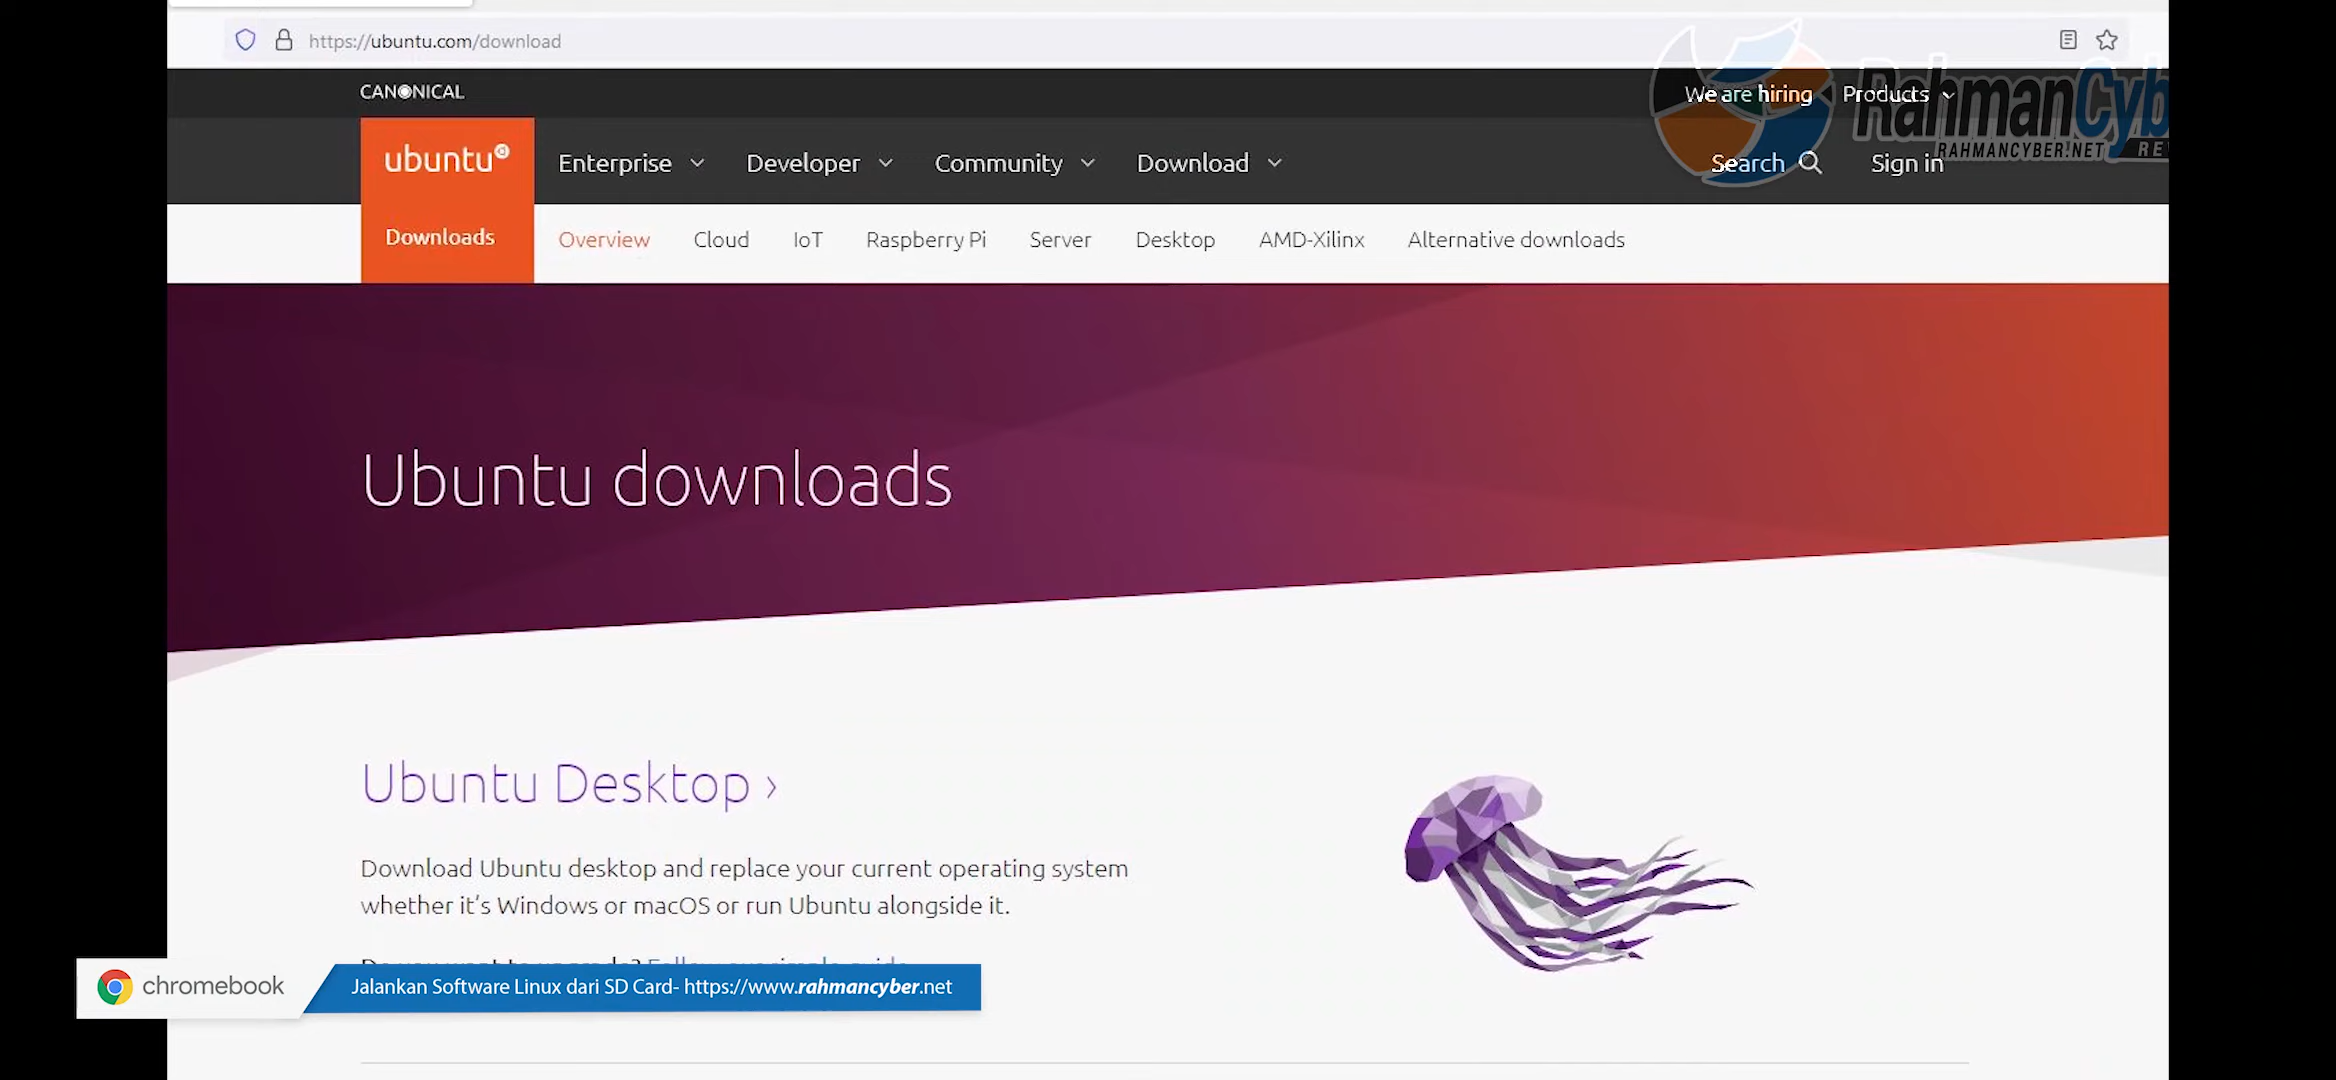 https://ubuntu.com/download
CANONICAL
We are hiring Products
RahmanCyb
RAHMANCYBER.NET RE
ubuntu
Enterprise Developer Community Download Search Sign in
Downloads Overview Cloud IoT Raspberry Pi Server Desktop AMD-Xilinx Alternative downloads
Ubuntu downloads
Ubuntu Desktop ›
Download Ubuntu desktop and replace your current operating system
whether it's Windows or macOS or run Ubuntu alongside it.
chromebook Jalankan Software Linux dari SD Card- https://www.rahmancyber.net